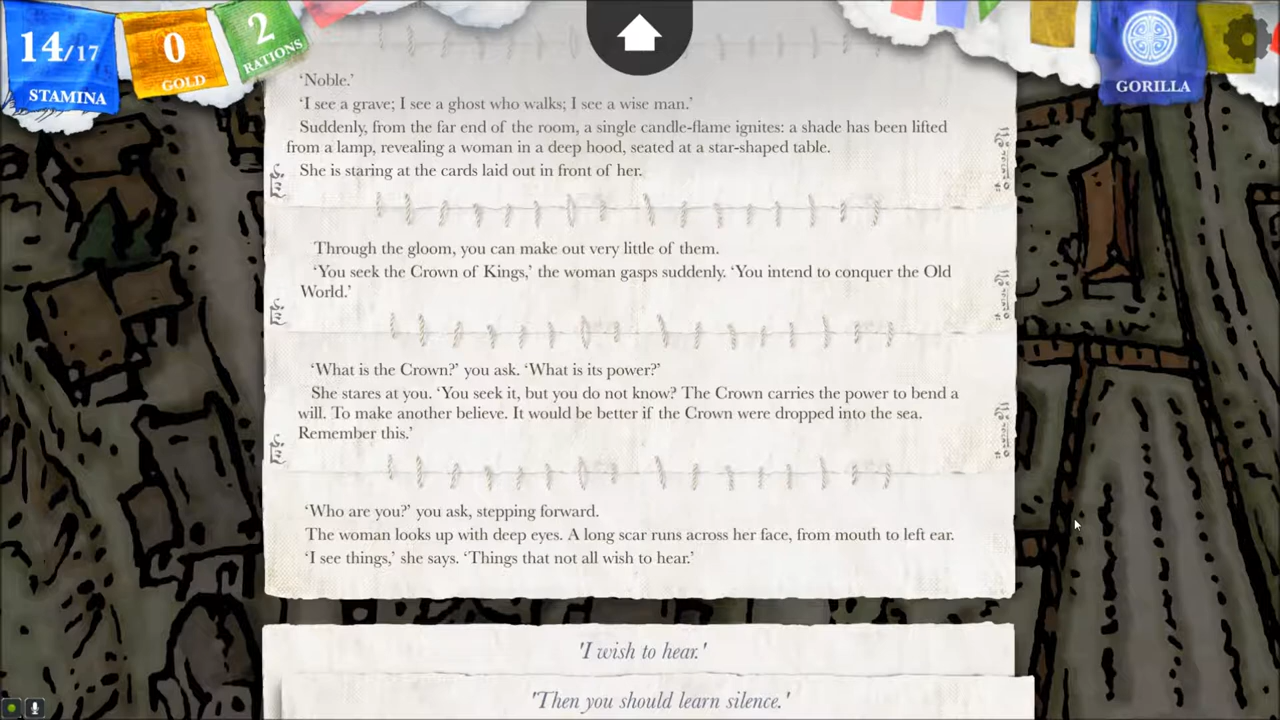 14/17
STAMINA
0
GOLD
2
RATIONS
GORILLA
‘Noble.’
‘I see a grave; I see a ghost who walks; I see a wise man.’
Suddenly, from the far end of the room, a single candle-flame ignites: a shade has been lifted
from a lamp, revealing a woman in a deep hood, seated at a star-shaped table.
She is staring at the cards laid out in front of her.
Through the gloom, you can make out very little of them.
‘You seek the Crown of Kings,’ the woman gasps suddenly. ‘You intend to conquer the Old
World.’
‘What is the Crown?’ you ask. ‘What is its power?’
She stares at you. ‘You seek it, but you do not know? The Crown carries the power to bend a
will. To make another believe. It would be better if the Crown were dropped into the sea.
Remember this.’
‘Who are you?’ you ask, stepping forward.
The woman looks up with deep eyes. A long scar runs across her face, from mouth to left ear.
‘I see things,’ she says. ‘Things that not all wish to hear.’
'I wish to hear.'
'Then you should learn silence.'